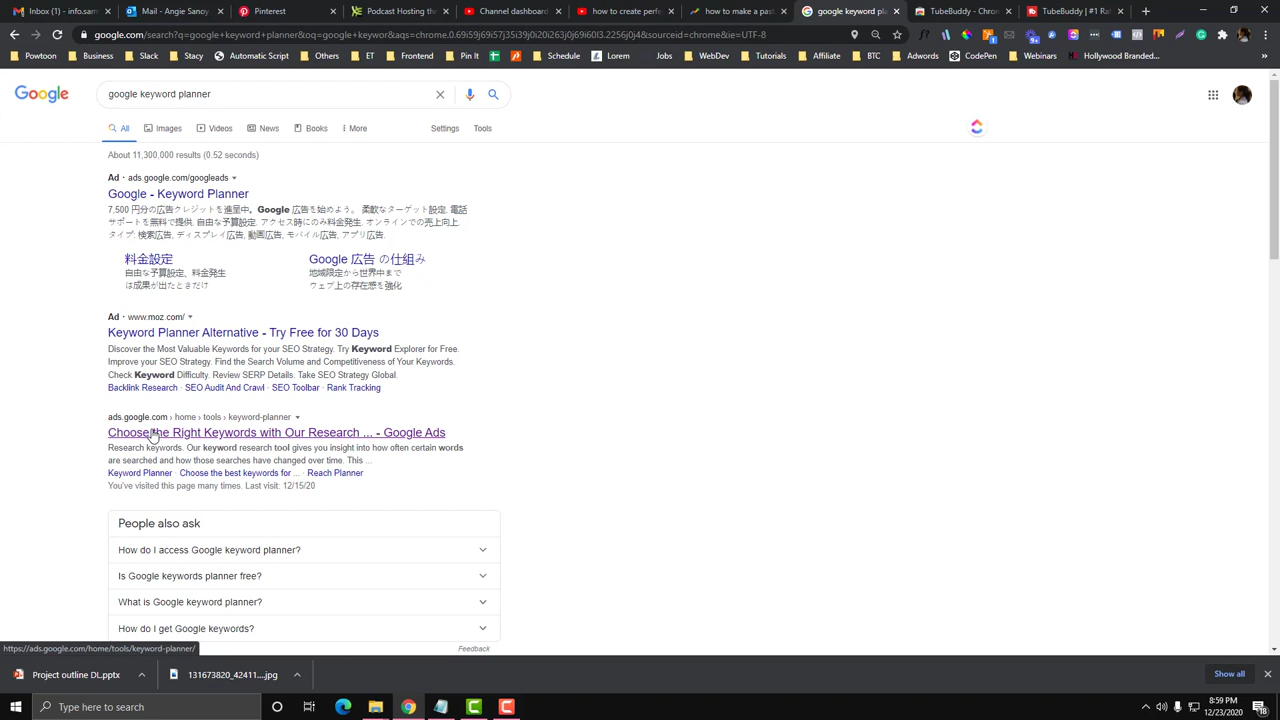 Inbox (1) - infosam
Mail - Angie Sanoy
Pinterest
Podcast Hosting the
Channel dashboard
how to create perfe
how to make a past
google keyword pla
TubeBuddy - Chrom
TubeBuddy | #1 Rat
google.com/search?q=google+keyword+planner&oq=google+keywor&aqs=chrome.0.69i59j69i57j35i39j0i20i263j0j69i60l3.2256j0j4&sourceid=chrome&ie=UTF-8
Powtoon
Business
Slack
Stacy
Automatic Script
Others
ET
Frontend
Pin It
Schedule
Lorem
Jobs
WebDev
Tutorials
Affiliate
BTC
Adwords
CodePen
Webinars
Hollywood Branded...
Google
google keyword planner
All
Images
Videos
News
Books
More
Settings
Tools
About 11,300,000 results (0.52 seconds)
Ad · ads.google.com/googleads
Google - Keyword Planner
7,500 円分の広告クレジットを進呈中。Google 広告を始めよう。 柔軟なターゲット設定. 電話
サポートを無料で提供. 自由な予算設定. アクセス時にのみ料金発生. オンラインでの売上向上.
タイプ: 検索広告, ディスプレイ広告, 動画広告, モバイル広告, アプリ広告.
料金設定
自由な予算設定、料金発生
は成果が出たときだけ
Google 広告 の仕組み
地域限定から世界中まで
ウェブ上の存在感を強化
Ad · www.moz.com/
Keyword Planner Alternative - Try Free for 30 Days
Discover the Most Valuable Keywords for your SEO Strategy. Try Keyword Explorer for Free.
Improve your SEO Strategy. Find the Search Volume and Competitiveness of Your Keywords.
Check Keyword Difficulty. Review SERP Details. Take SEO Strategy Global.
Backlink Research · SEO Audit And Crawl · SEO Toolbar · Rank Tracking
ads.google.com › home › tools › keyword-planner
Choose the Right Keywords with Our Research ... - Google Ads
Research keywords. Our keyword research tool gives you insight into how often certain words
are searched and how those searches have changed over time. This ...
Keyword Planner · Choose the best keywords for ... · Reach Planner
You've visited this page many times. Last visit: 12/15/20
People also ask
How do I access Google keyword planner?
Is Google keywords planner free?
What is Google keyword planner?
How do I get Google keywords?
Feedback
https://ads.google.com/home/tools/keyword-planner/
Project outline DL.pptx
131673820_42411....jpg
Show all
Type here to search
8:59 PM
12/23/2020
18